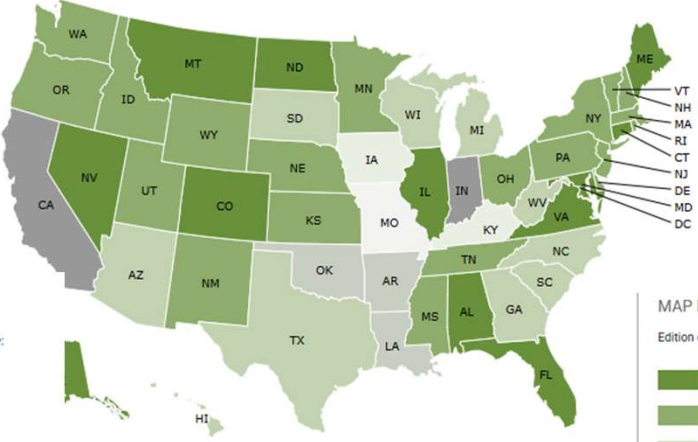 WA
MT
ND
ME
OR
ID
MN
VT
NH
SD
WI
MI
NY
MA
WY
RI
CT
IA
PA
NJ
NE
NV
IL
IN
OH
DE
UT
MD
CA
CO
WV
VA
DC
KS
MO
KY
NC
TN
OK
AZ
NM
AR
SC
MS
AL
GA
MAP
TX
LA
Edition
FL
HI